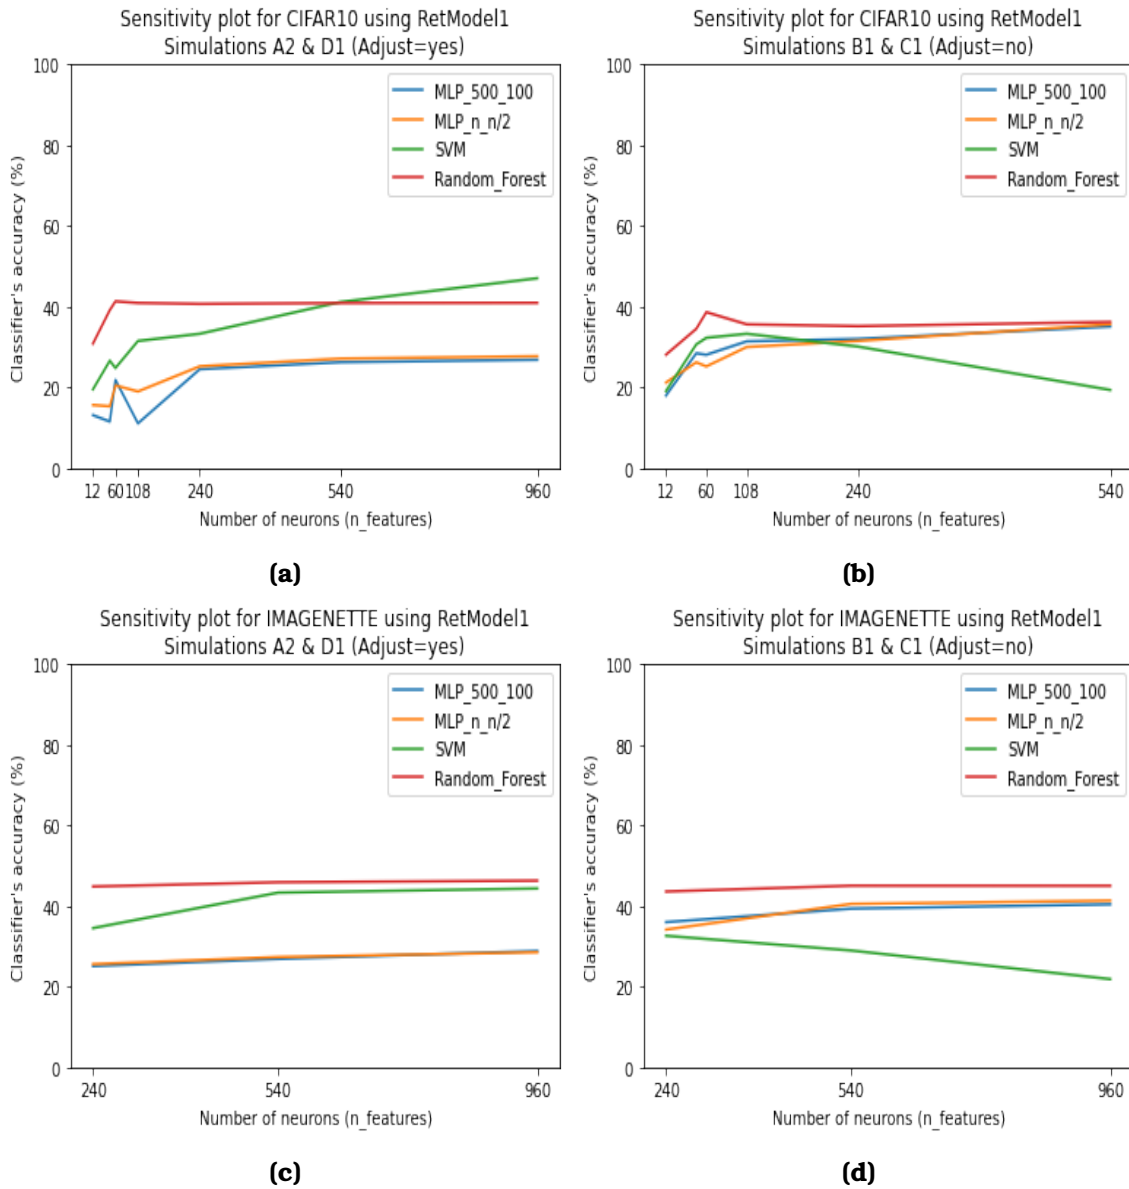 Sensitivity plot for CIFAR10 using RetModel1
Simulations A2 & D1 (Adjust=yes)
100
80
60
40
20
0
Classifier's accuracy (%)
MLP_500_100
MLP_n_n/2
SVM
Random_Forest
12 60 108 240 540 960
Number of neurons (n_features)
(a)
Sensitivity plot for CIFAR10 using RetModel1
Simulations B1 & C1 (Adjust=no)
100
80
60
40
20
0
Classifier's accuracy (%)
MLP_500_100
MLP_n_n/2
SVM
Random_Forest
12 60 108 240 540
Number of neurons (n_features)
(b)
Sensitivity plot for IMAGENETTE using RetModel1
Simulations A2 & D1 (Adjust=yes)
100
80
60
40
20
0
Classifier's accuracy (%)
MLP_500_100
MLP_n_n/2
SVM
Random_Forest
240 540 960
Number of neurons (n_features)
(c)
Sensitivity plot for IMAGENETTE using RetModel1
Simulations B1 & C1 (Adjust=no)
100
80
60
40
20
0
Classifier's accuracy (%)
MLP_500_100
MLP_n_n/2
SVM
Random_Forest
240 540 960
Number of neurons (n_features)
(d)